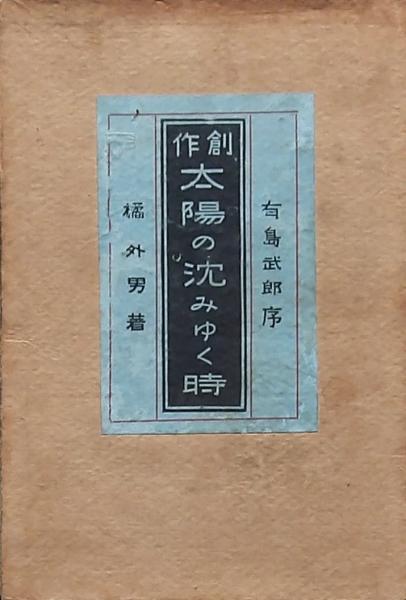 有島武郎序
創作
太陽の沈みゆく時
橘外男著